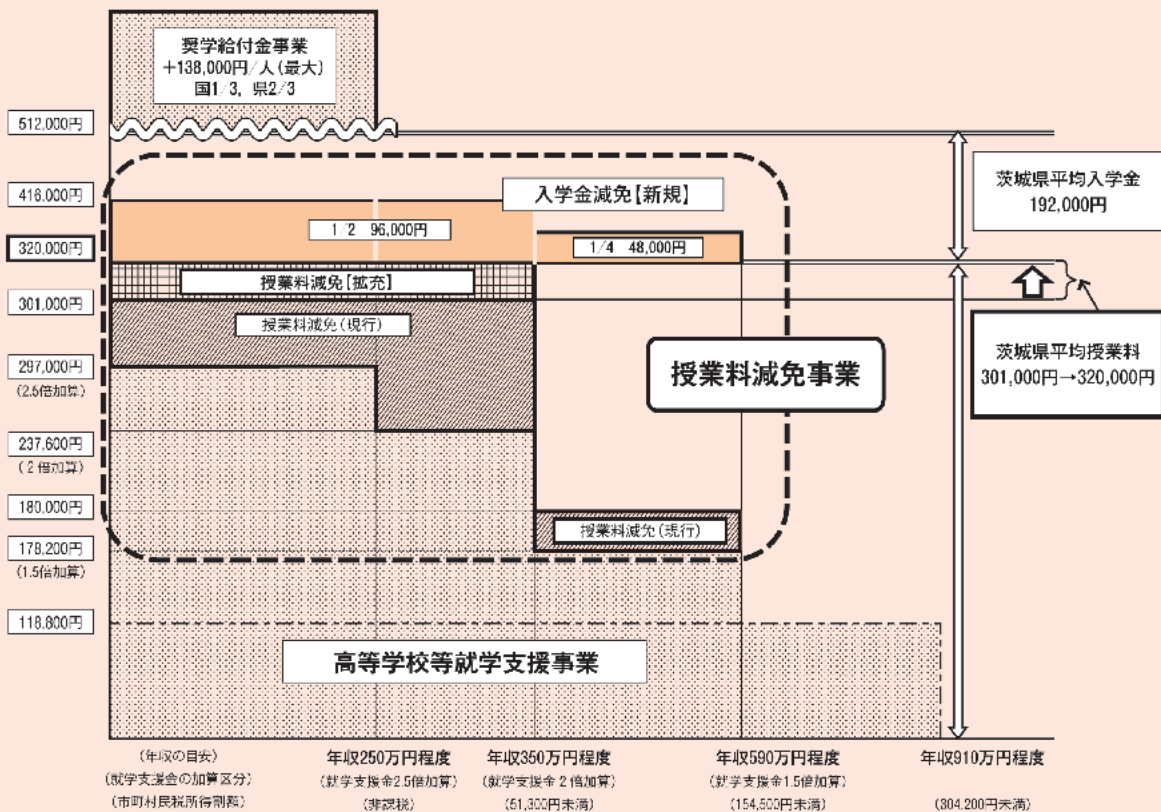 奨学給付金事業
+138,000円/人(最大)
国1/3，県2/3
512,000円
416,000円
320,000円
301,000円
297,000円
(2.5倍加算)
237,600円
(2倍加算)
180,000円
178,200円
(1.5倍加算)
118,800円
入学金減免【新規】
1/2 96,000円
1/4 48,000円
授業料減免【拡充】
授業料減免(現行)
授業料減免事業
授業料減免(現行)
高等学校等就学支援事業
茨城県平均入学金
192,000円
茨城県平均授業料
301,000円→320,000円
(年収の目安)
(就学支援金の加算区分)
(市町村民税所得割額)
年収250万円程度
(就学支援金2.5倍加算)
(非課税)
年収350万円程度
(就学支援金2倍加算)
(51,300円未満)
年収590万円程度
(就学支援金1.5倍加算)
(154,500円未満)
年収910万円程度
(304,200円未満)